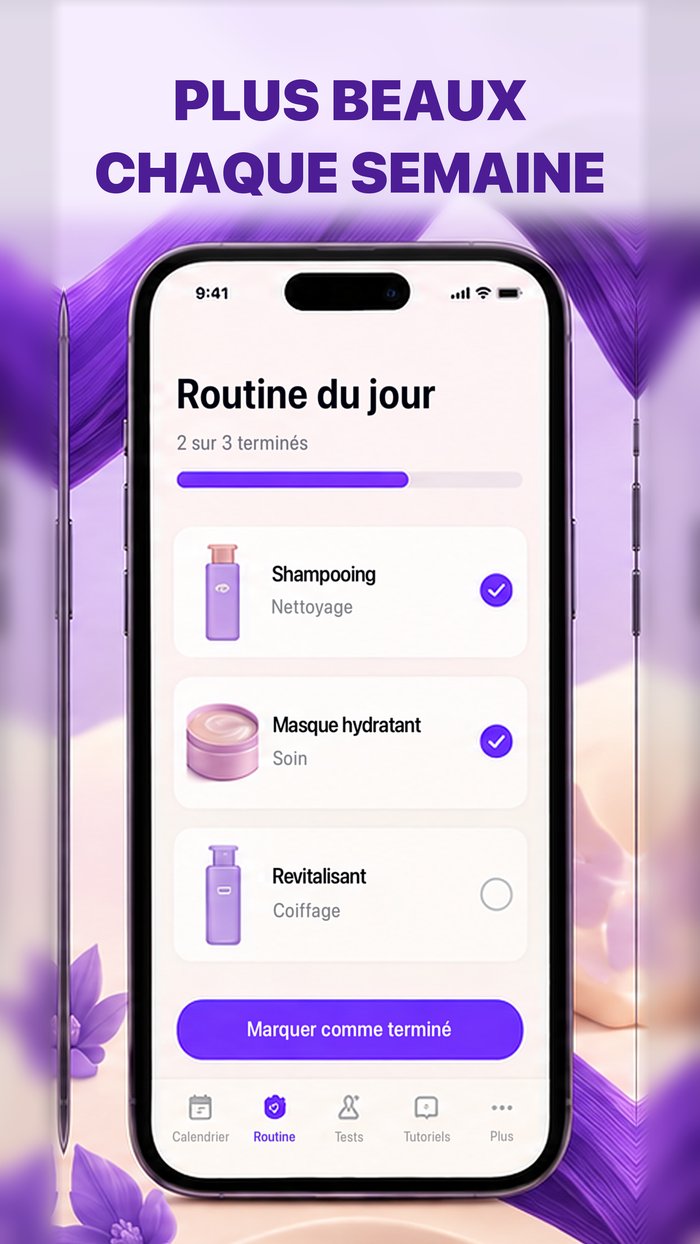 PLUS BEAUX
CHAQUE SEMAINE
9:41
Routine du jour
2 sur 3 terminés
Shampooing
Nettoyage
Masque hydratant
Soin
Revitalisant
Coiffage
Marquer comme terminé
Calendrier
Routine
Tests
Tutoriels
Plus